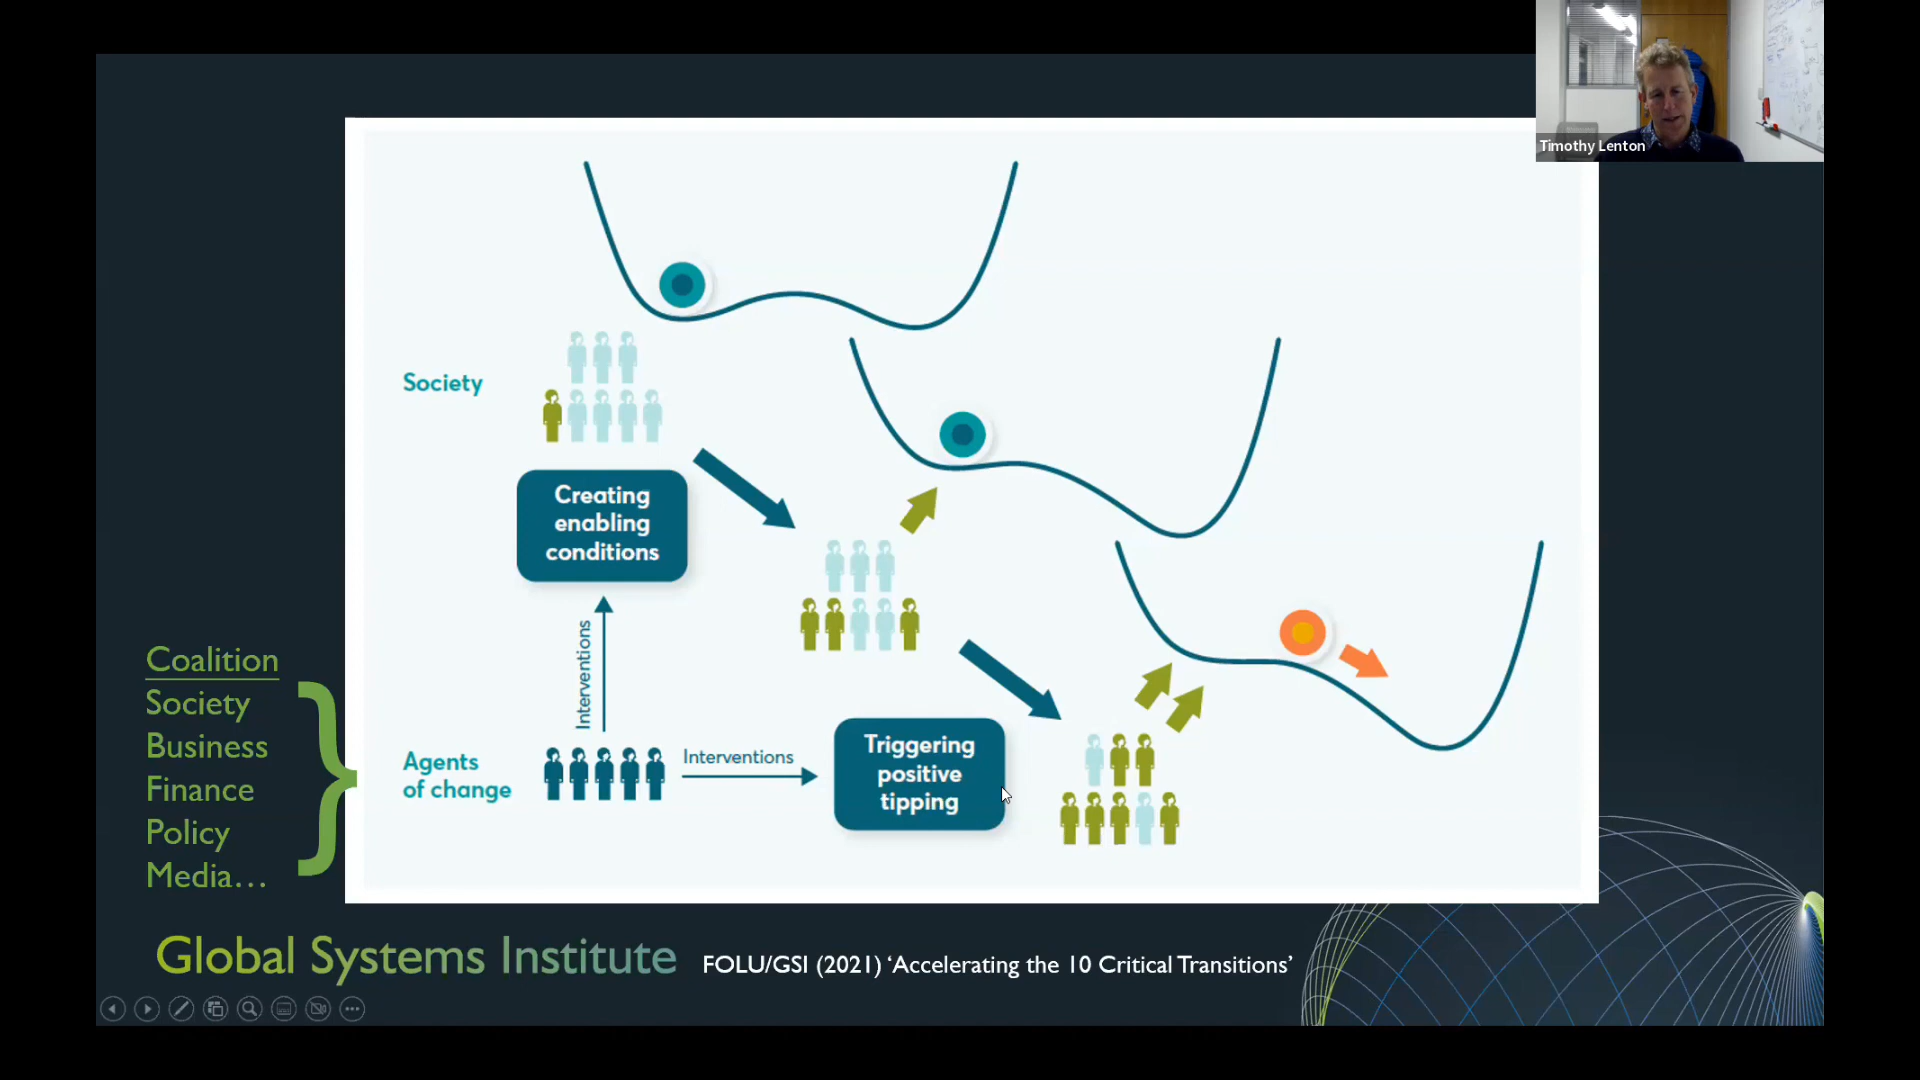 Timothy Lenton
Society
Creating
enabling
conditions
Interventions
Agents
of change
Interventions
Triggering
positive
tipping
Coalition
Society
Business
Finance
Policy
Media...
Global Systems Institute
FOLU/GSI (2021) ‘Accelerating the 10 Critical Transitions’